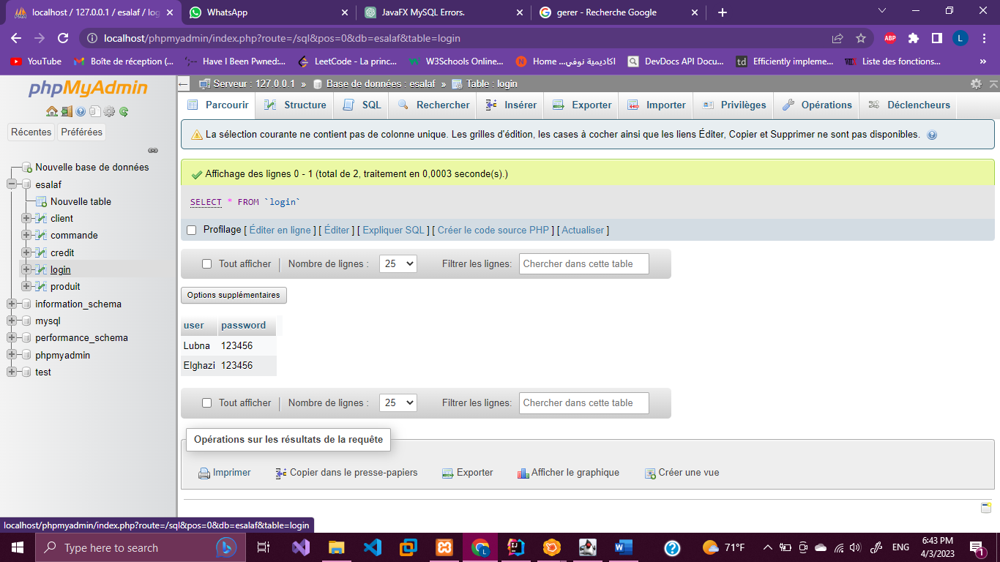 localhost / 127.0.0.1 / esalaf / log
WhatsApp
JavaFX MySQL Errors.
gerer - Recherche Google
localhost/phpmyadmin/index.php?route=/sql&pos=0&db=esalaf&table=login
ABP
L
YouTube
Boîte de réception (...
Have I Been Pwned:...
LeetCode - La princ...
W3Schools Online...
Home ...اكاديمية نوفي
DevDocs API Docu...
td
Efficiently impleme...
Liste des fonctions...
»
phpMyAdmin
Récentes
Préférées
Nouvelle base de données
esalaf
Nouvelle table
client
commande
credit
login
produit
information_schema
mysql
performance_schema
phpmyadmin
test
Serveur : 127.0.0.1 » Base de données : esalaf » Table : login
Parcourir
Structure
SQL
Rechercher
Insérer
Exporter
Importer
Privilèges
Opérations
Déclencheurs
La sélection courante ne contient pas de colonne unique. Les grilles d'édition, les cases à cocher ainsi que les liens Éditer, Copier et Supprimer ne sont pas disponibles.
Affichage des lignes 0 - 1 (total de 2, traitement en 0,0003 seconde(s).)
SELECT * FROM `login`
Profilage [ Éditer en ligne ] [ Éditer ] [ Expliquer SQL ] [ Créer le code source PHP ] [ Actualiser ]
Tout afficher | Nombre de lignes : 25 Filtrer les lignes: Chercher dans cette table
Options supplémentaires
user password
Lubna 123456
Elghazi 123456
Tout afficher | Nombre de lignes : 25 Filtrer les lignes: Chercher dans cette table
Opérations sur les résultats de la requête
Imprimer
Copier dans le presse-papiers
Exporter
Afficher le graphique
Créer une vue
localhost/phpmyadmin/index.php?route=/sql&pos=0&db=esalaf&table=login
Type here to search
71°F
ENG
6:43 PM
4/3/2023
1